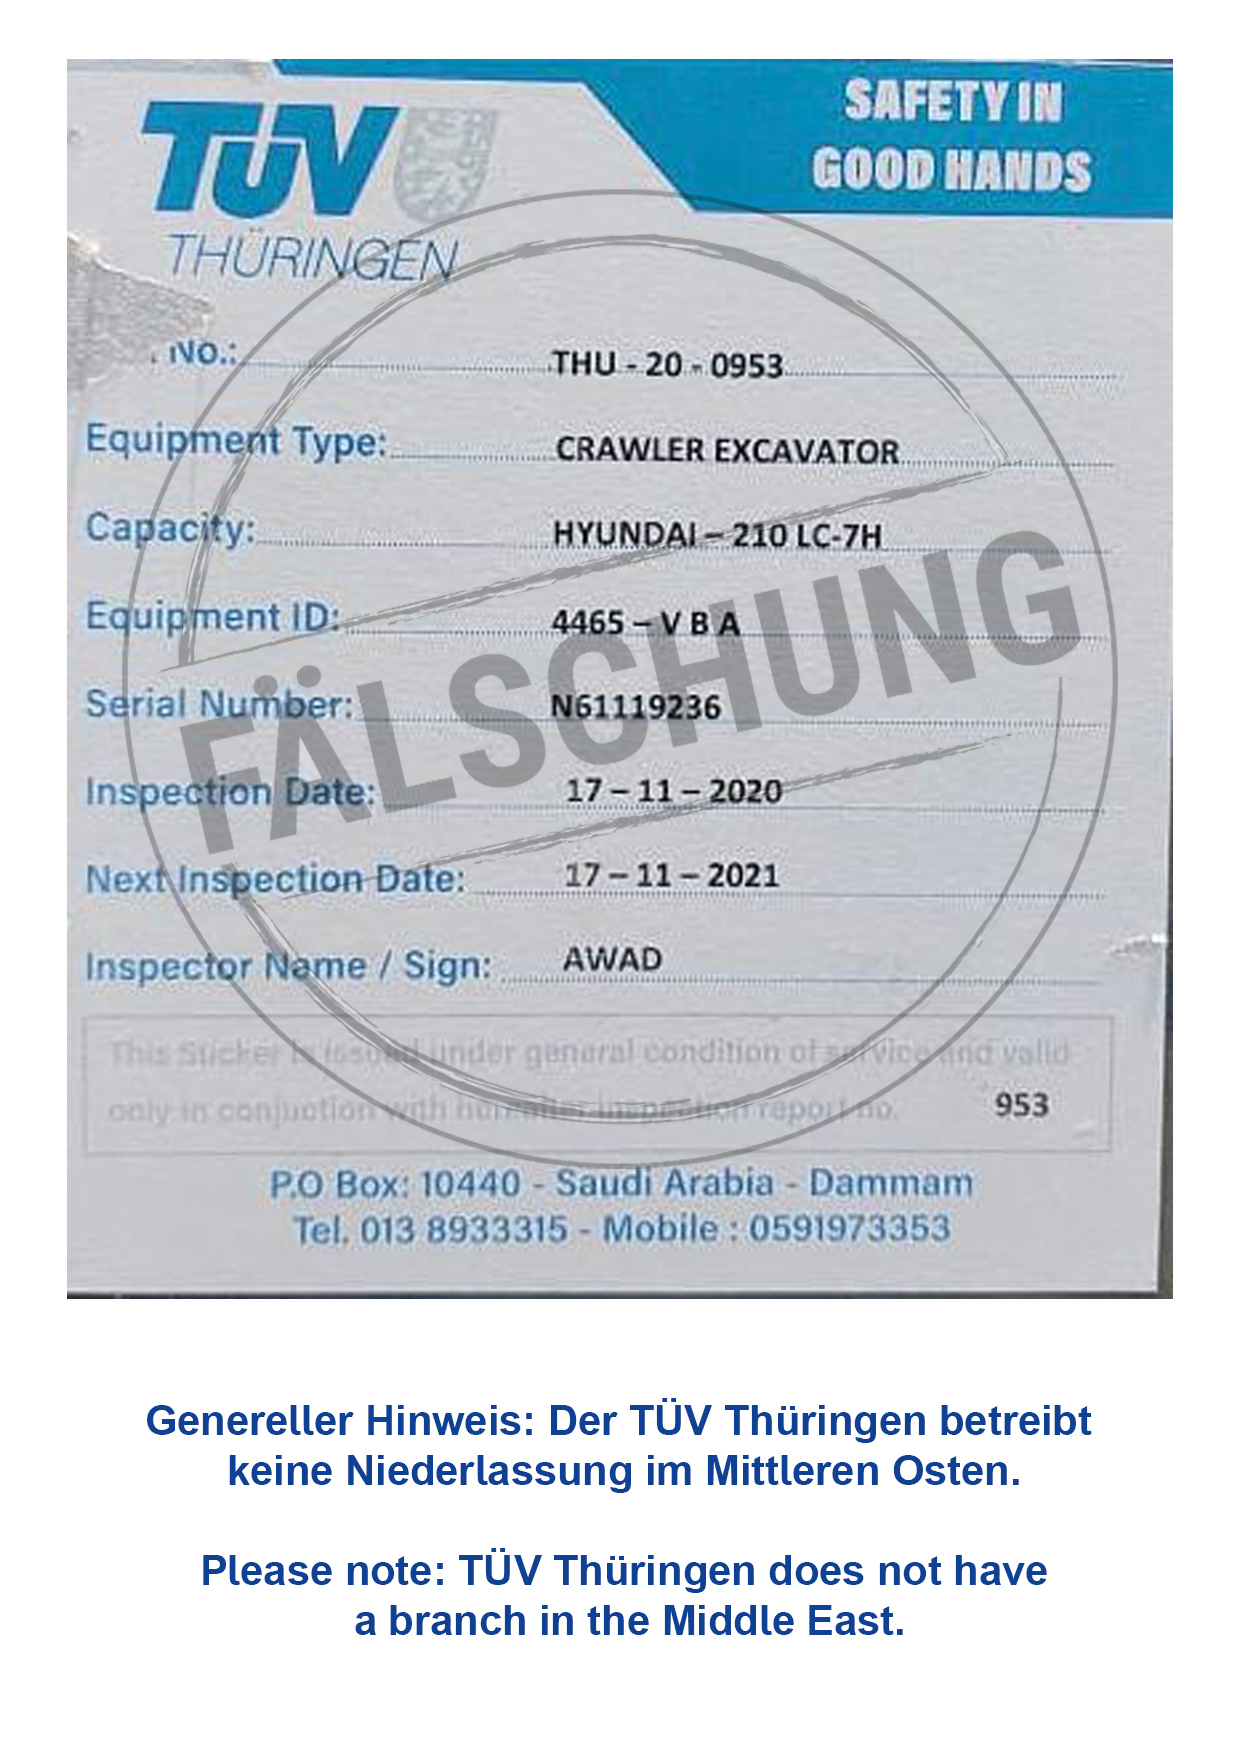 SAFETY IN
GOOD HANDS
TÜV
THÜRINGEN
. No.: THU - 20 - 0953
Equipment Type: CRAWLER EXCAVATOR
Capacity: HYUNDAI – 210 LC-7H
Equipment ID: 4465 – V B A
Serial Number: N61119236
FÄLSCHUNG
Inspection Date: 17 – 11 – 2020
Next Inspection Date: 17 – 11 – 2021
Inspector Name / Sign: AWAD
This Sticker is issued under general condition of service and valid
only in conjuction with inspection report no. 953
P.O Box: 10440 - Saudi Arabia - Dammam
Tel. 013 8933315 - Mobile : 0591973353
Genereller Hinweis: Der TÜV Thüringen betreibt
keine Niederlassung im Mittleren Osten.
Please note: TÜV Thüringen does not have
a branch in the Middle East.